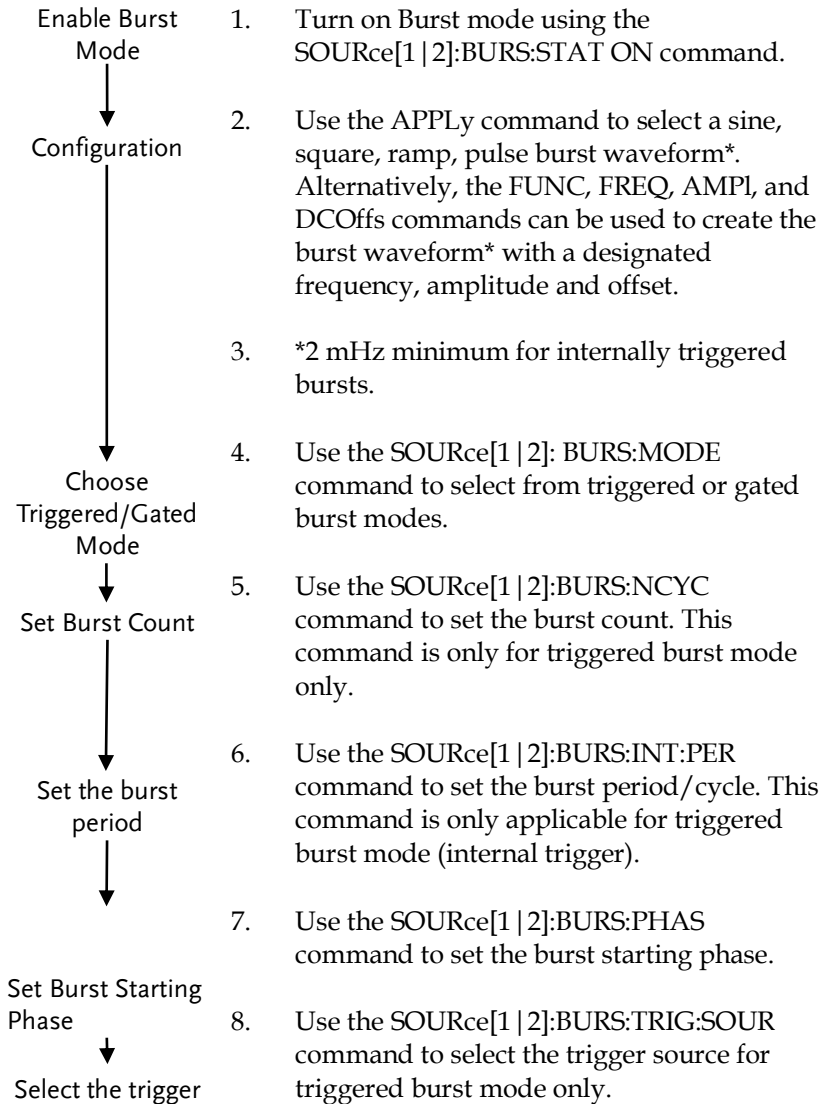 Enable Burst
Mode
1. Turn on Burst mode using the
SOURce[1|2]:BURS:STAT ON command.
Configuration
2. Use the APPLy command to select a sine,
square, ramp, pulse burst waveform*.
Alternatively, the FUNC, FREQ, AMPl, and
DCOffs commands can be used to create the
burst waveform* with a designated
frequency, amplitude and offset.
3. *2 mHz minimum for internally triggered
bursts.
Choose
Triggered/Gated
Mode
4. Use the SOURce[1|2]: BURS:MODE
command to select from triggered or gated
burst modes.
Set Burst Count
5. Use the SOURce[1|2]:BURS:NCYC
command to set the burst count. This
command is only for triggered burst mode
only.
Set the burst
period
6. Use the SOURce[1|2]:BURS:INT:PER
command to set the burst period/cycle. This
command is only applicable for triggered
burst mode (internal trigger).
Set Burst Starting
Phase
7. Use the SOURce[1|2]:BURS:PHAS
command to set the burst starting phase.
Select the trigger
8. Use the SOURce[1|2]:BURS:TRIG:SOUR
command to select the trigger source for
triggered burst mode only.